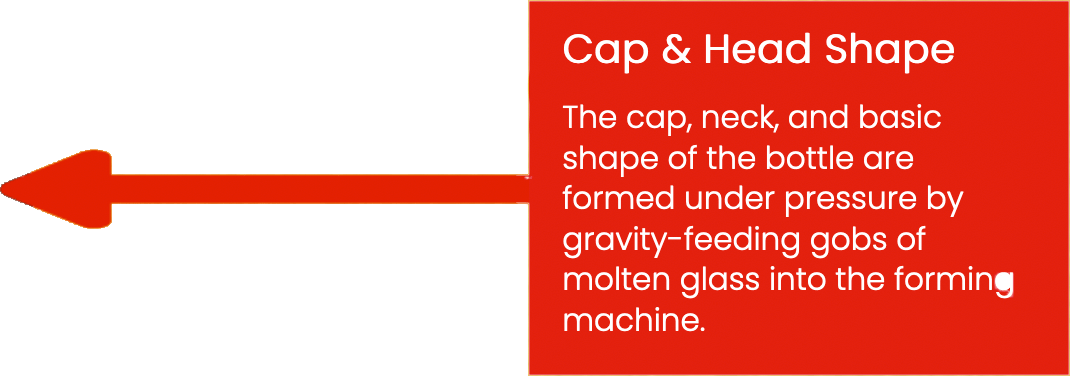 Cap & Head Shape
The cap, neck, and basic
shape of the bottle are
formed under pressure by
gravity-feeding gobs of
molten glass into the forming
machine.